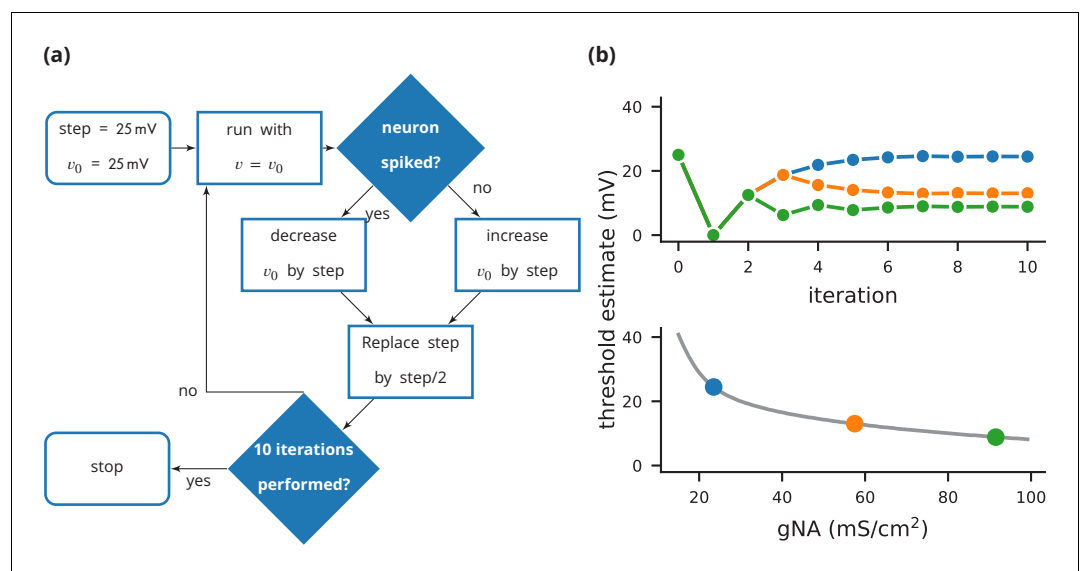 (a)
step = 25 mV
v₀ = 25 mV
run with
v = v₀
neuron
spiked?
no
yes
decrease
v₀ by step
increase
v₀ by step
Replace step
by step/2
no
10 iterations
performed?
yes
stop
(b)
40
20
0
0 2 4 6 8 10
iteration
threshold estimate (mV)
40
20
0
20 40 60 80 100
gNA (mS/cm²)